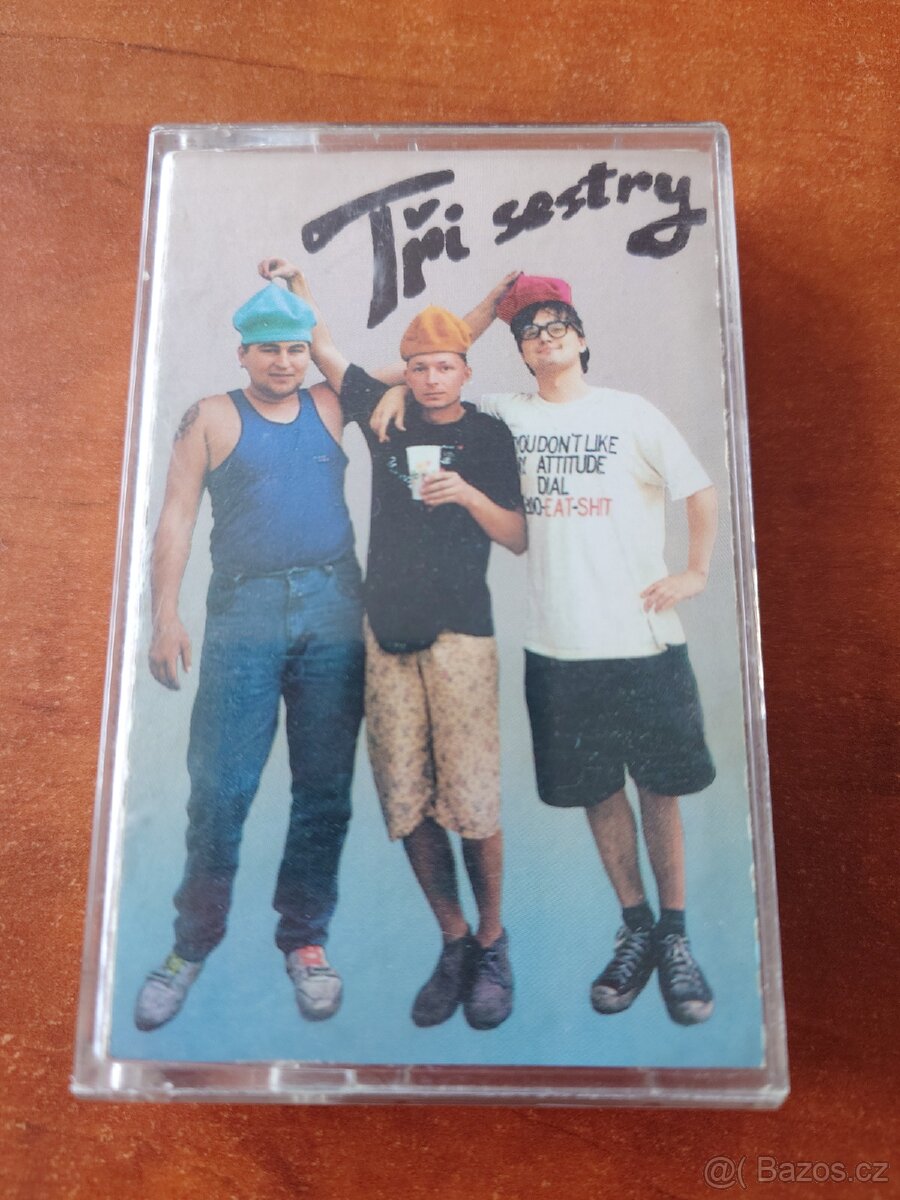 Tři sestry
YOU DON'T LIKE
ATTITUDE
DIAL
EAT-SHIT
@( Bazos.cz